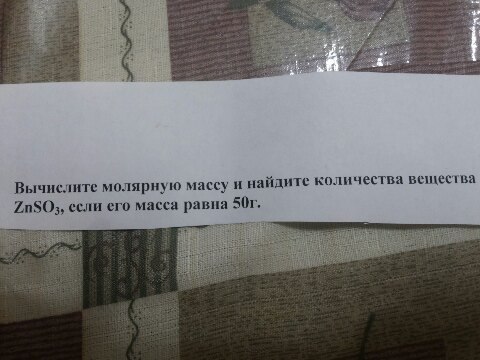 Вычислите молярную массу и найдите количества вещества
ZnSO₃, если его масса равна 50г.